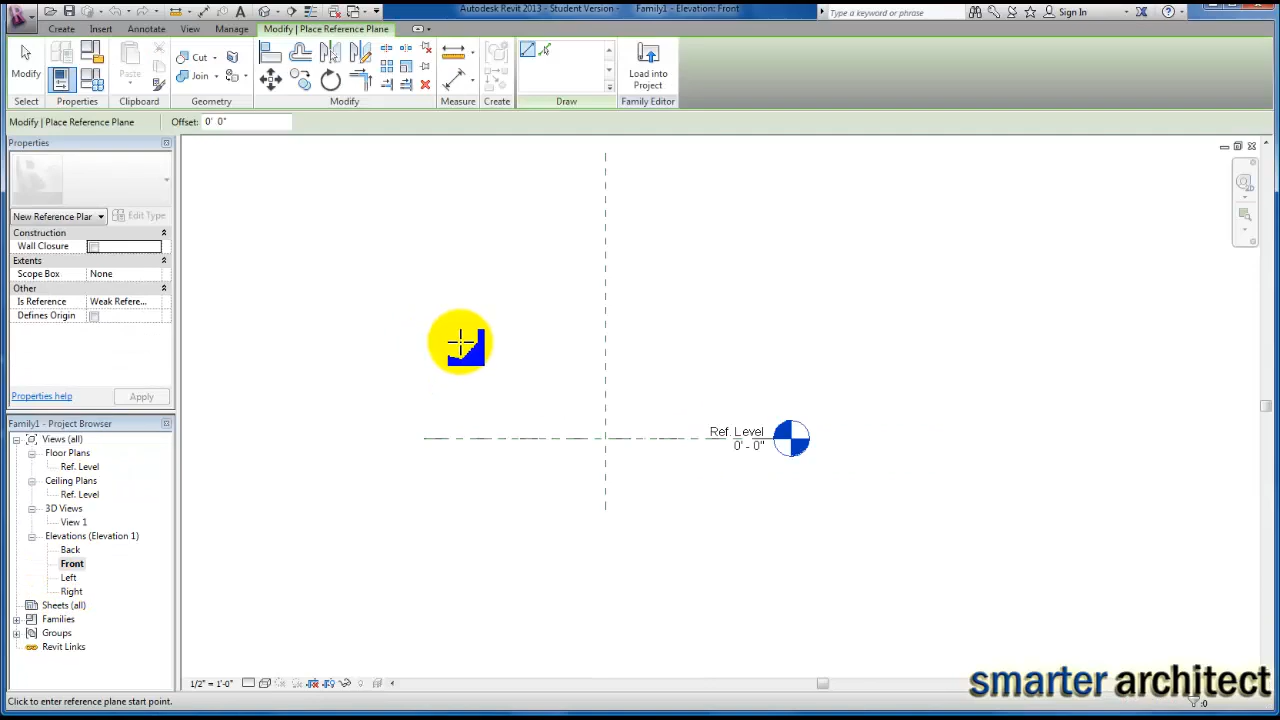 Autodesk Revit 2013 - Student Version - Family1 - Elevation: Front
Type a keyword or phrase
Sign In
Create Insert Annotate View Manage Modify | Place Reference Plane
Modify
Paste
Cut
Join
Load into
Project
Select Properties Clipboard Geometry Modify Measure Create Draw Family Editor
Modify | Place Reference Plane Offset: 0' 0"
Properties
New Reference Plar Edit Type
Construction
Wall Closure
Extents
Scope Box None
Other
Is Reference Weak Refere...
Defines Origin
Properties help Apply
Family1 - Project Browser
Views (all)
Floor Plans
Ref. Level
Ceiling Plans
Ref. Level
3D Views
View 1
Elevations (Elevation 1)
Back
Front
Left
Right
Sheets (all)
Families
Groups
Revit Links
Ref. Level
0' - 0"
1/2" = 1'-0"
Click to enter reference plane start point.
:0
smarter architect